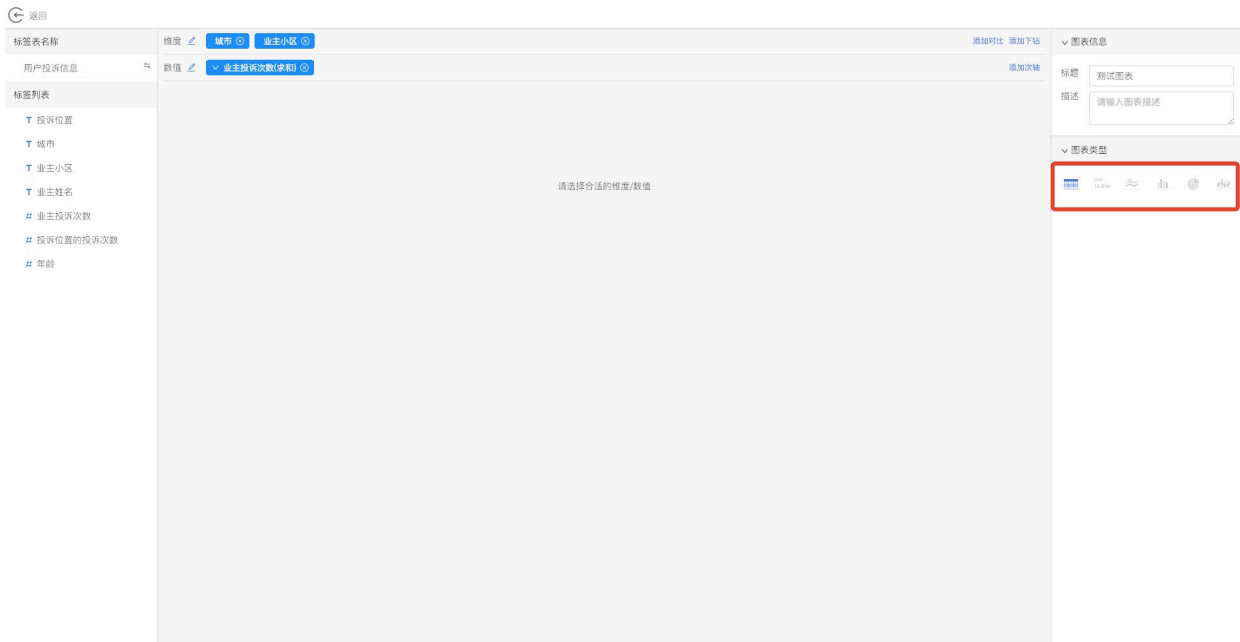 返回
标签表名称
用户投诉信息
标签列表
T 投诉位置
T 城市
T 业主小区
T 业主姓名
# 业主投诉次数
# 投诉位置的投诉次数
# 年龄
维度 城市 业主小区 添加对比 添加下钻
数值 业主投诉次数(求和) 添加次轴
请选择合适的维度/数值
图表信息
标题 测试图表
描述 请输入图表描述
图表类型